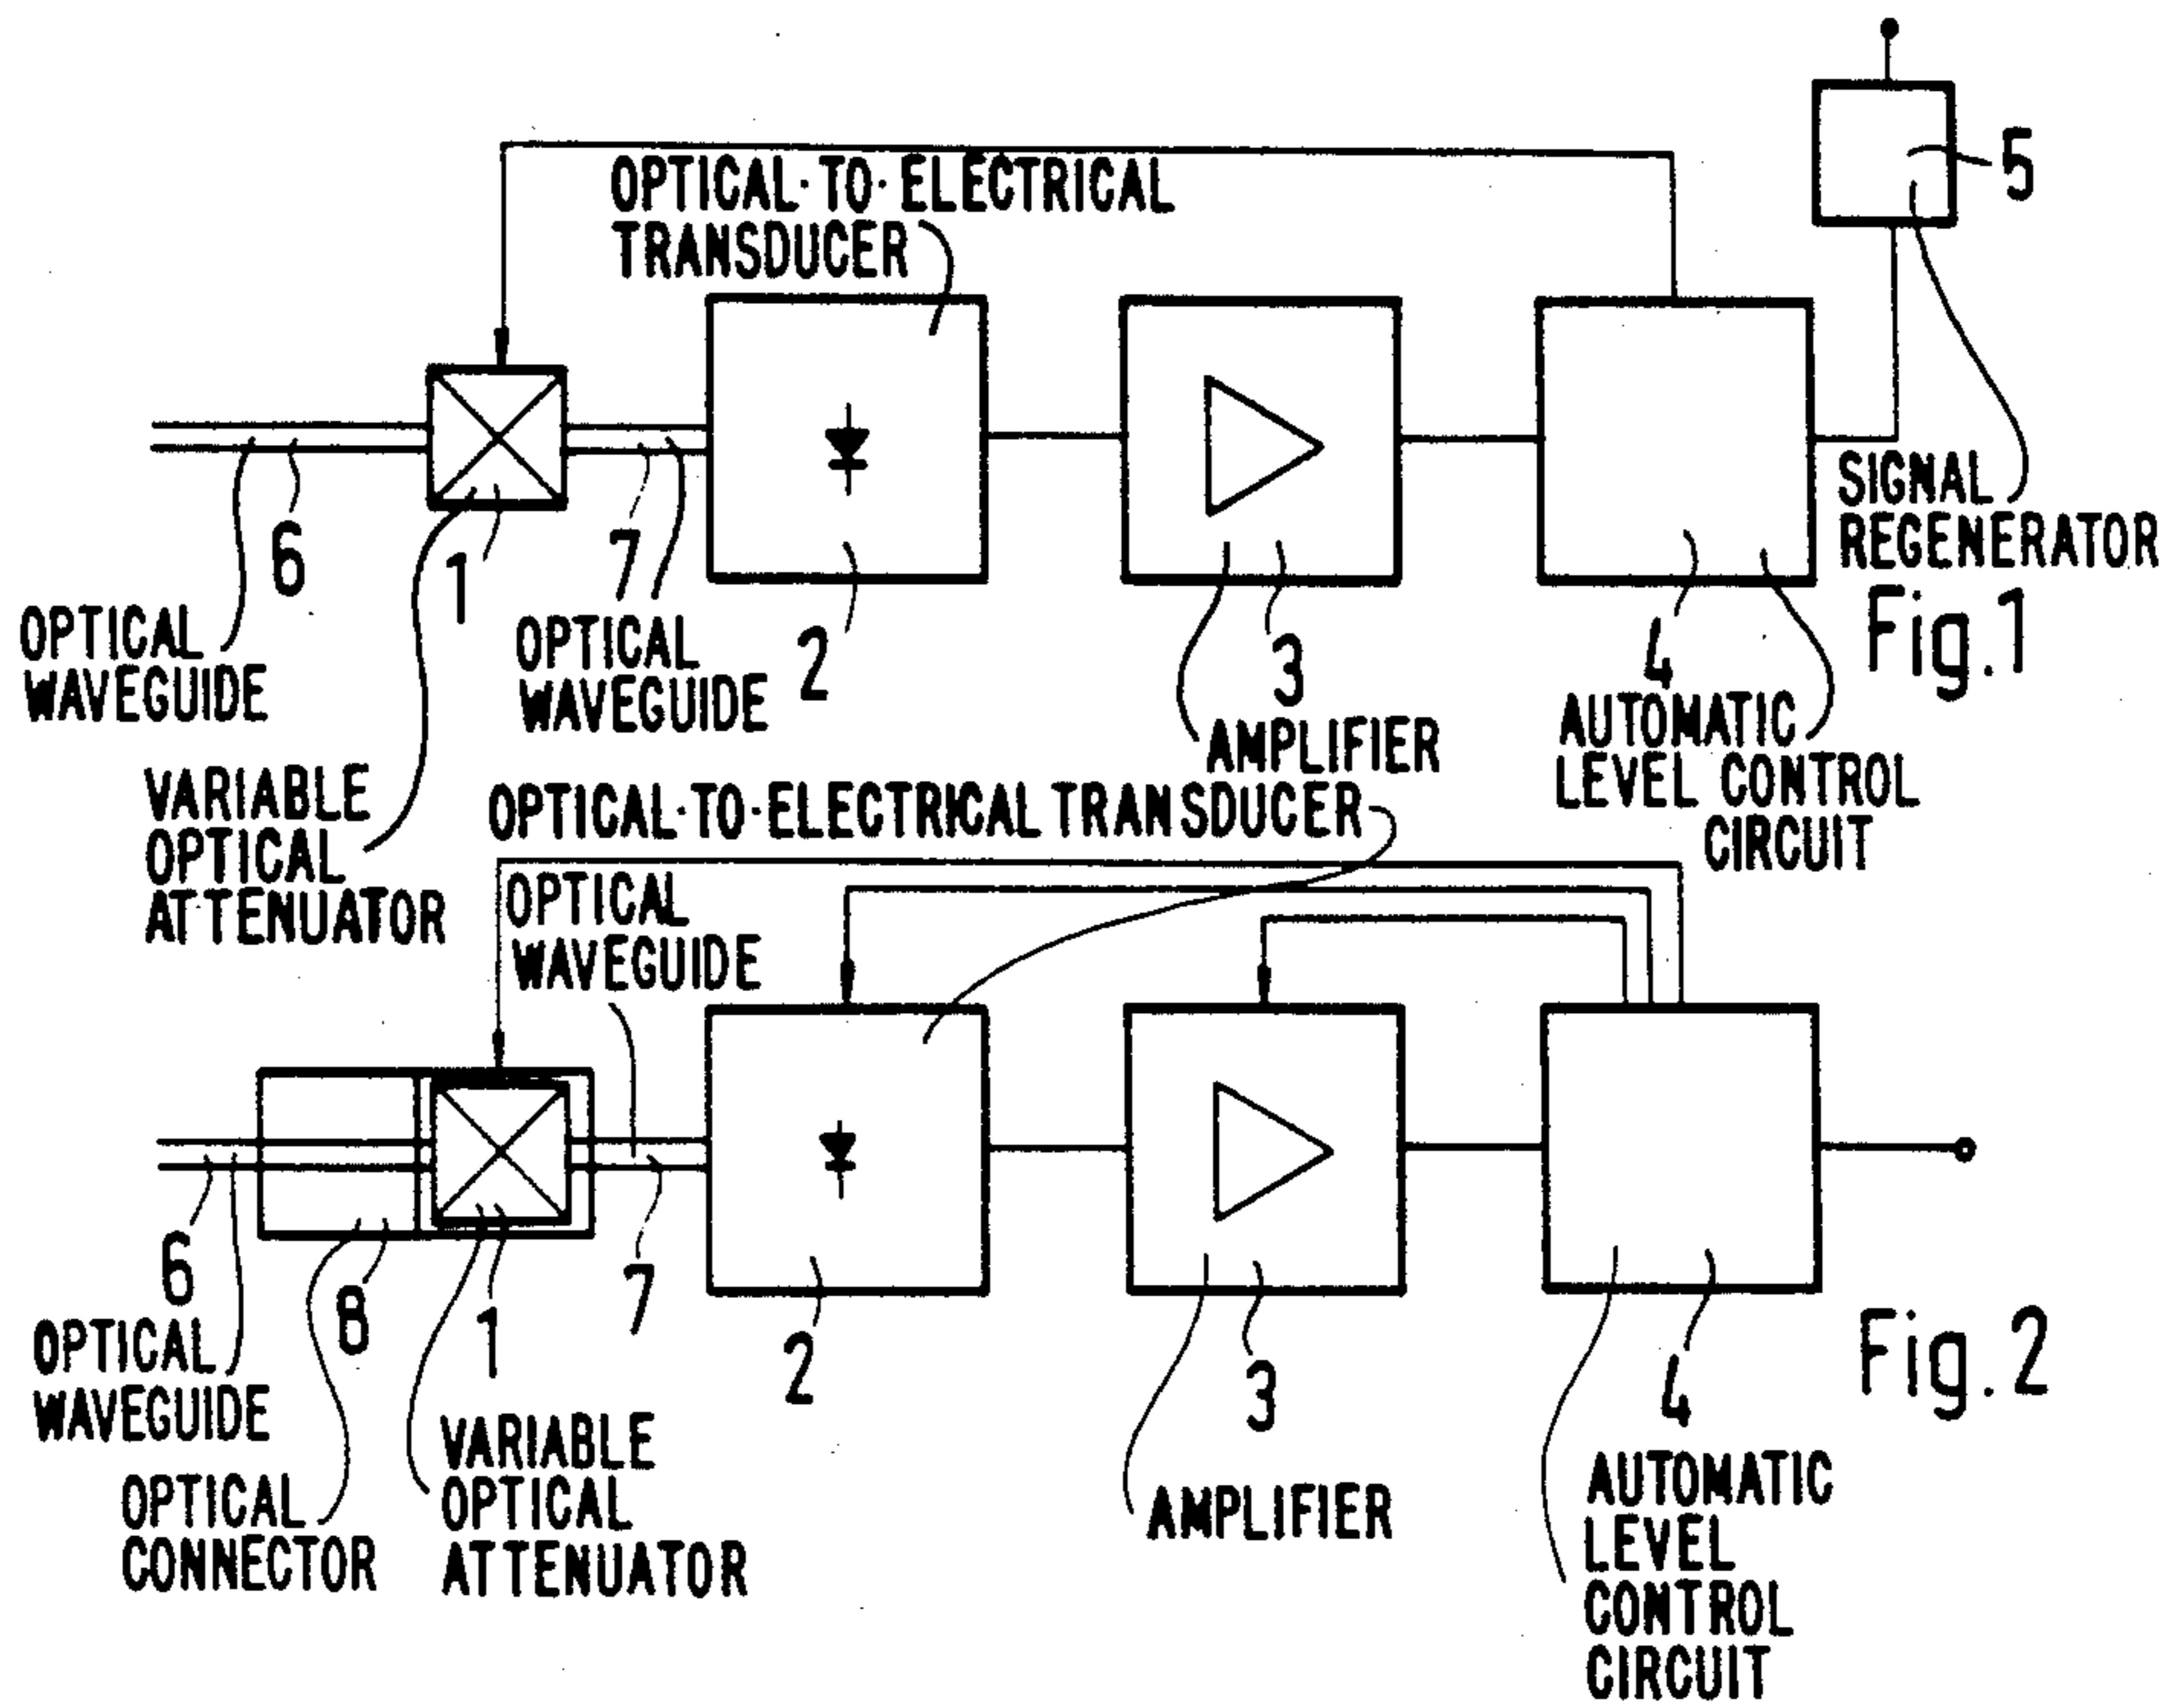 5
OPTICAL-TO-ELECTRICAL
TRANSDUCER
SIGNAL
REGENERATOR
6
1
7
2
3
4
Fig.1
OPTICAL
WAVEGUIDE
OPTICAL
WAVEGUIDE
AMPLIFIER
AUTOMATIC
LEVEL CONTROL
CIRCUIT
VARIABLE
OPTICAL
ATTENUATOR
OPTICAL-TO-ELECTRICAL TRANSDUCER
OPTICAL
WAVEGUIDE
6
8
1
7
2
3
4
Fig.2
OPTICAL
WAVEGUIDE
OPTICAL
CONNECTOR
VARIABLE
OPTICAL
ATTENUATOR
AMPLIFIER
AUTOMATIC
LEVEL
CONTROL
CIRCUIT